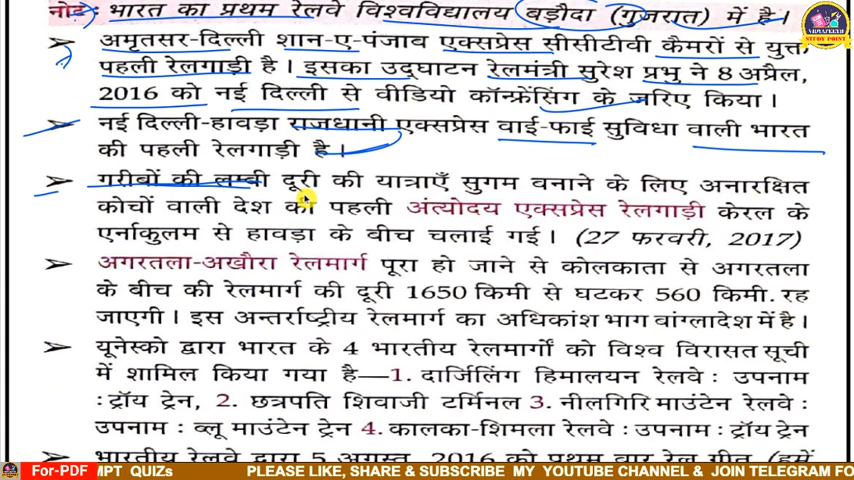 नोट : भारत का प्रथम रेलवे विश्वविद्यालय बड़ौदा (गुजरात) में है।
➢ अमृतसर-दिल्ली शान-ए-पंजाब एक्सप्रेस सीसीटीवी कैमरों से युक्त
पहली रेलगाड़ी है। इसका उद्घाटन रेलमंत्री सुरेश प्रभु ने 8 अप्रैल,
2016 को नई दिल्ली से वीडियो कॉन्फ्रेंसिंग के जरिए किया।
➢ नई दिल्ली-हावड़ा राजधानी एक्सप्रेस वाई-फाई सुविधा वाली भारत
की पहली रेलगाड़ी है।
➢ गरीबों की लम्बी दूरी की यात्राएँ सुगम बनाने के लिए अनारक्षित
कोचों वाली देश की पहली अंत्योदय एक्सप्रेस रेलगाड़ी केरल के
एर्नाकुलम से हावड़ा के बीच चलाई गई। (27 फरवरी, 2017)
➢ अगरतला-अखौरा रेलमार्ग पूरा हो जाने से कोलकाता से अगरतला
के बीच की रेलमार्ग की दूरी 1650 किमी से घटकर 560 किमी. रह
जाएगी। इस अन्तर्राष्ट्रीय रेलमार्ग का अधिकांश भाग वांग्लादेश में है।
➢ यूनेस्को द्वारा भारत के 4 भारतीय रेलमार्गों को विश्व विरासत सूची
में शामिल किया गया है—1. दार्जिलिंग हिमालयन रेलवे : उपनाम
: ट्रॉय ट्रेन, 2. छत्रपति शिवाजी टर्मिनल 3. नीलगिरि माउंटेन रेलवे :
उपनाम : ब्लू माउंटेन ट्रेन 4. कालका-शिमला रेलवे : उपनाम : ट्रॉय ट्रेन
➢ भारतीय रेलवे द्वारा 5 अगस्त, 2016 को प्रथम बार रेल गीत (इसे
For-PDF MPT QUIZs PLEASE LIKE, SHARE & SUBSCRIBE MY YOUTUBE CHANNEL & JOIN TELEGRAM FO